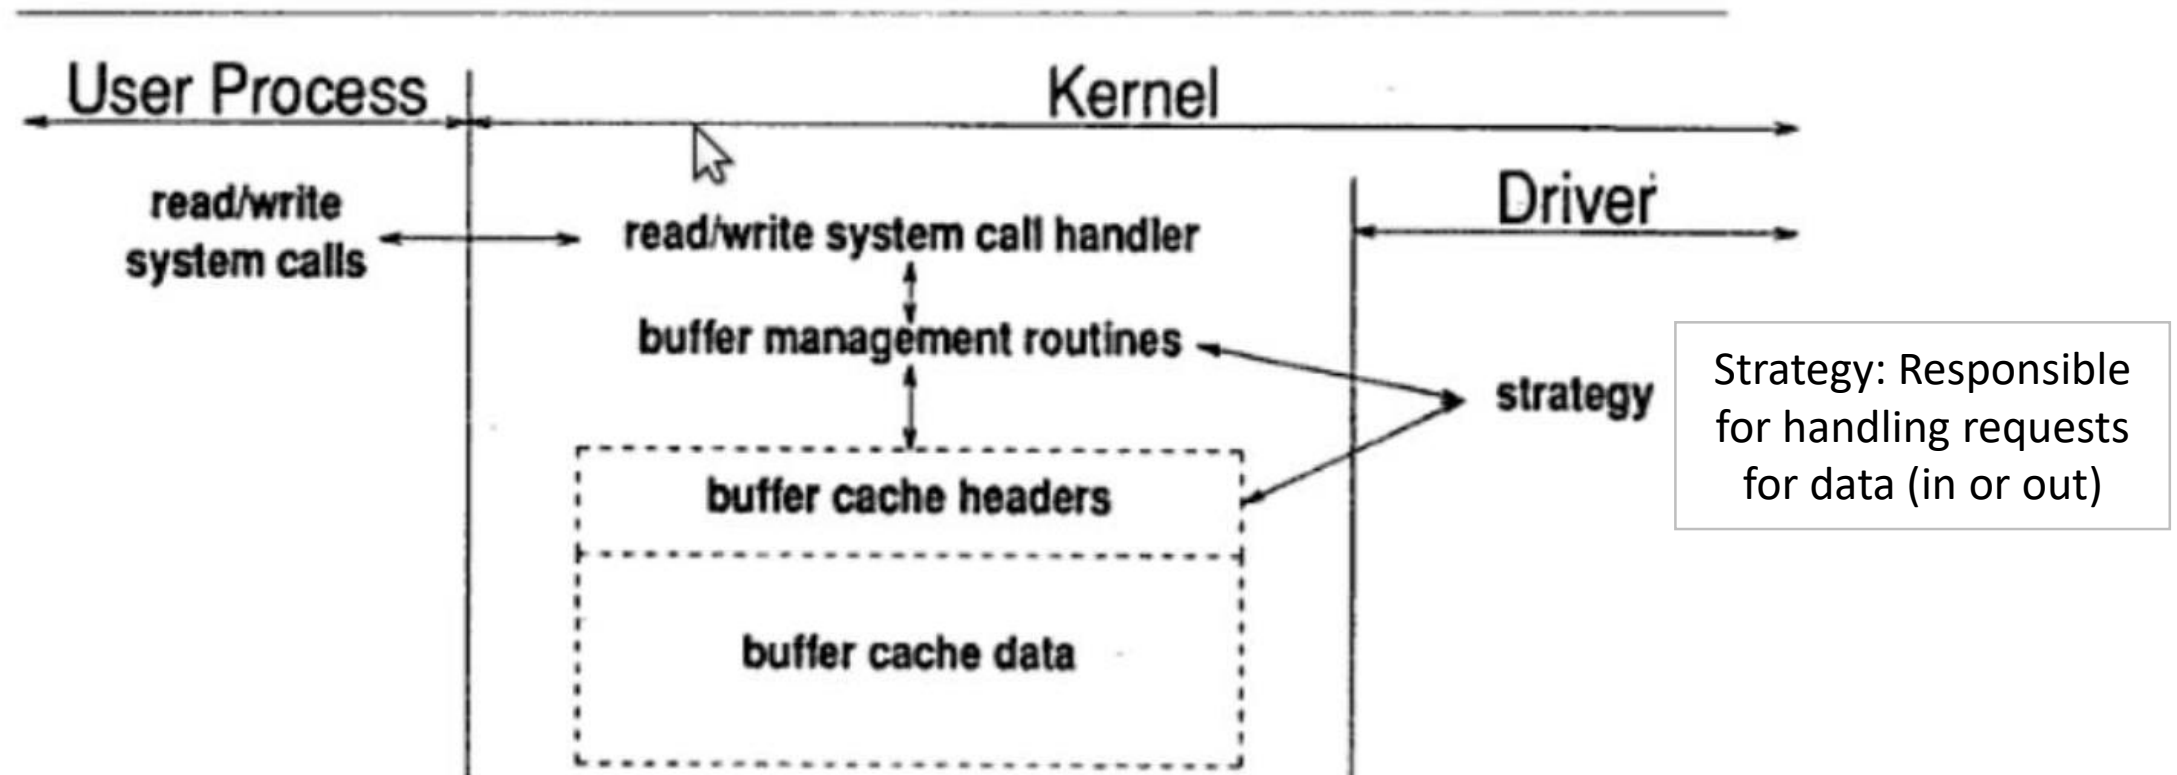 User Process
Kernel
Driver
read/write
system calls
read/write system call handler
buffer management routines
strategy
Strategy: Responsible
for handling requests
for data (in or out)
buffer cache headers
buffer cache data